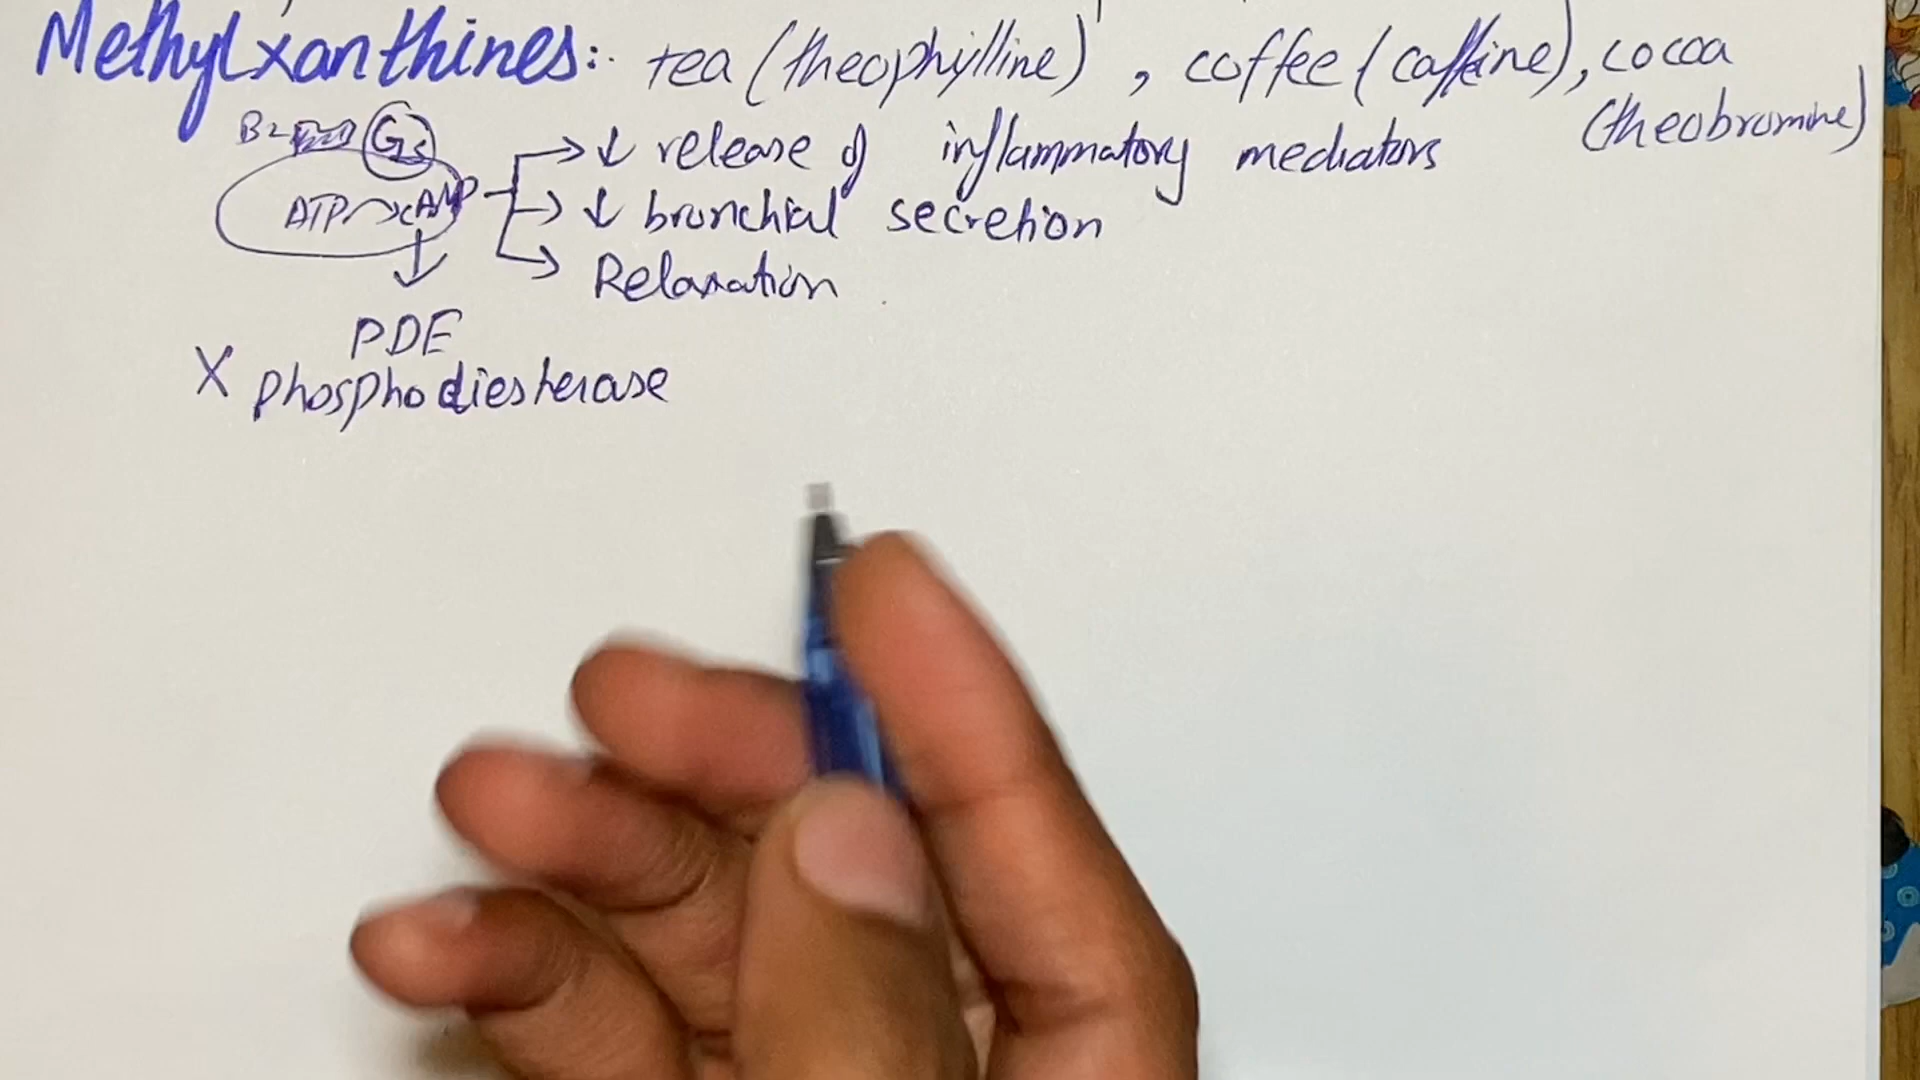 Methylxanthines:- tea (theophylline), coffee (caffeine), cocoa
(theobromine)
B2 Gs
ATP → cAMP
→ ↓ release of inflammatory mediators
→ ↓ bronchial secretion
→ Relaxation
↓
PDE
X phosphodiesterase